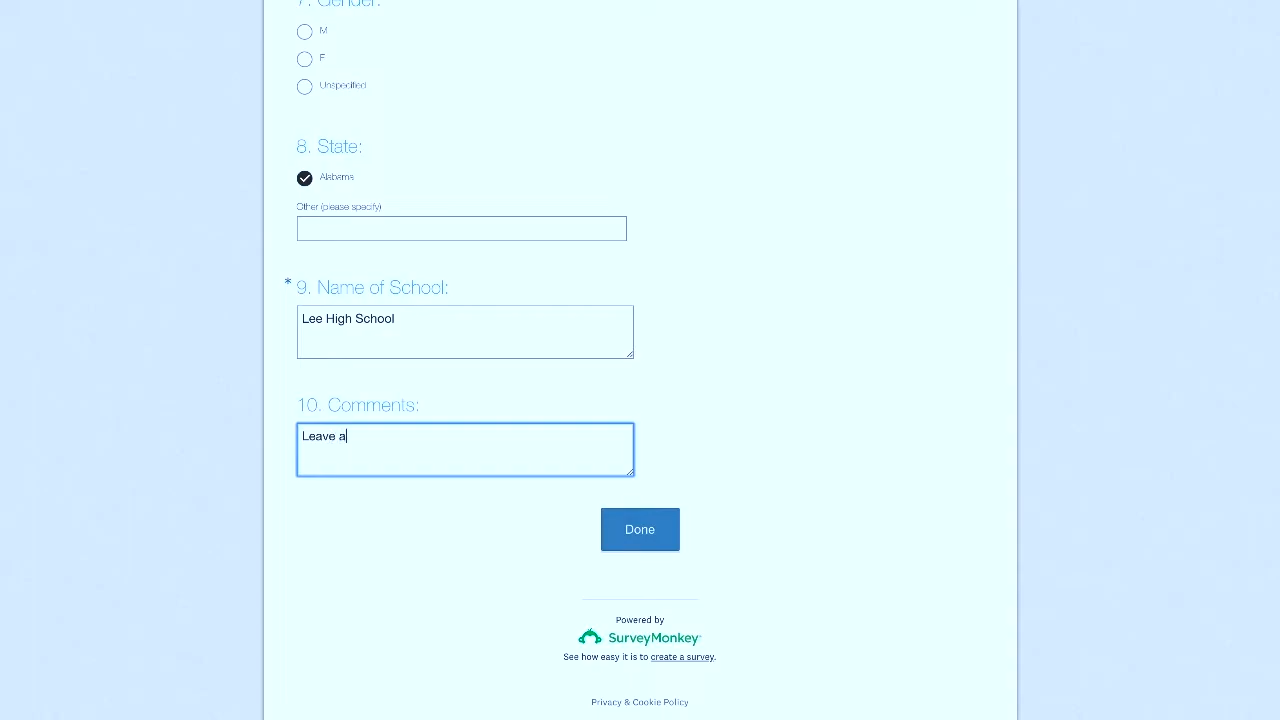 7. Gender:
M
F
Unspecified
8. State:
Alabama
Other (please specify)
* 9. Name of School:
Lee High School
10. Comments:
Leave a
Done
Powered by
SurveyMonkey
See how easy it is to create a survey.
Privacy & Cookie Policy